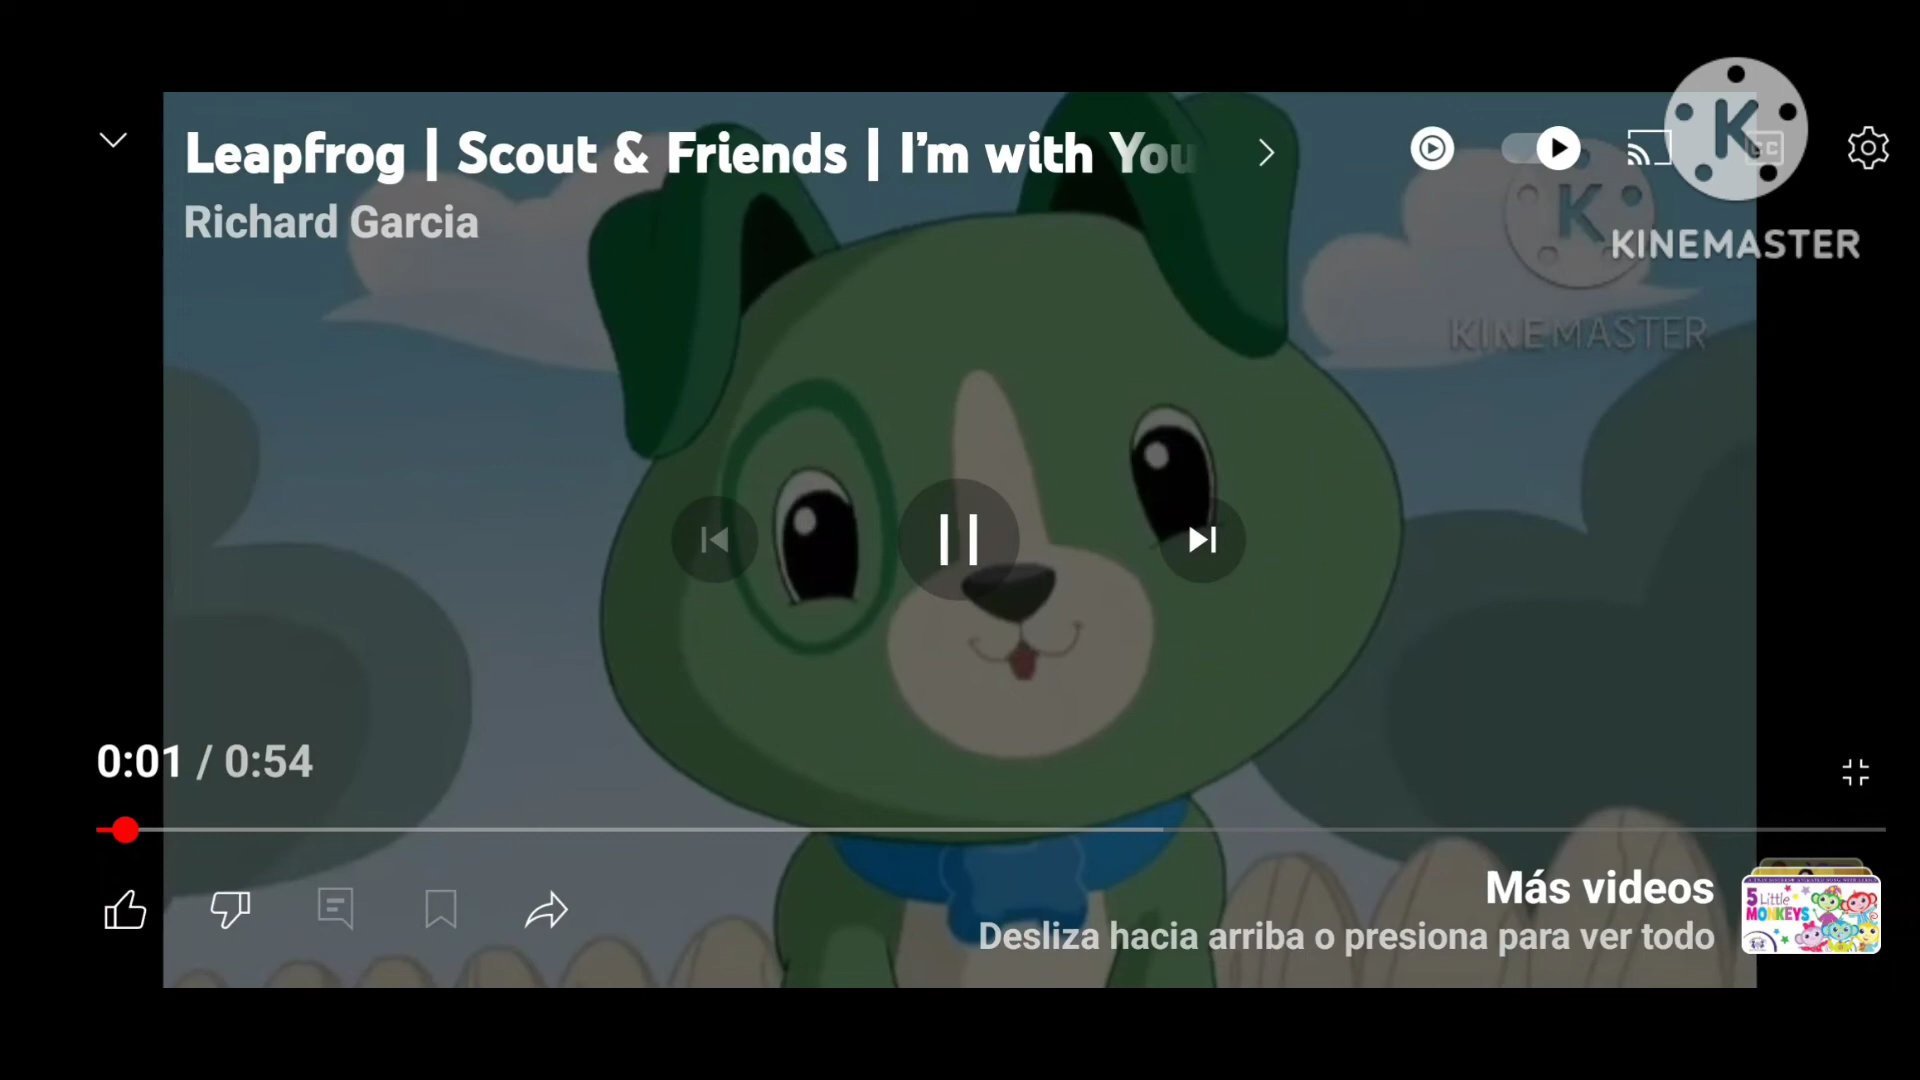 Leapfrog | Scout & Friends | I'm with You
Richard Garcia
K
CC
KINEMASTER
K
KINEMASTER
0:01 / 0:54
Más videos
Desliza hacia arriba o presiona para ver todo
5 Little
MONKEYS